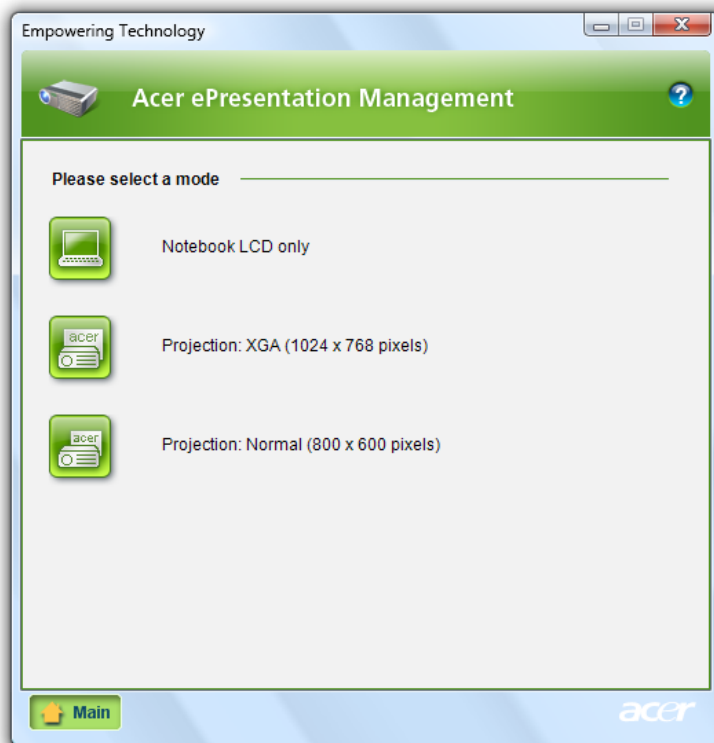 Empowering Technology
Acer ePresentation Management
?
Please select a mode
Notebook LCD only
acer
Projection: XGA (1024 x 768 pixels)
acer
Projection: Normal (800 x 600 pixels)
Main
acer